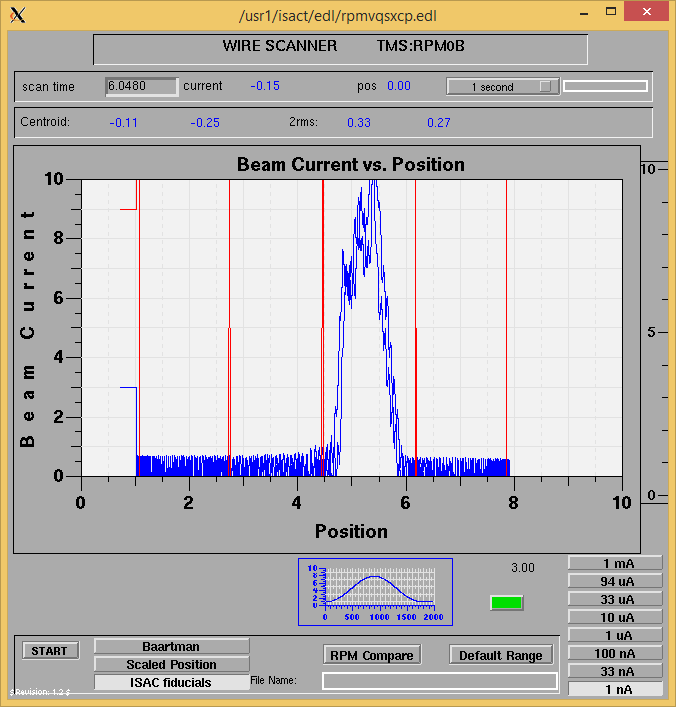 /usr1/isact/edl/rpmvqsxcp.edl
WIRE SCANNER TMS:RPM0B
scan time 6.0480 current -0.15 pos 0.00 1 second
Centroid: -0.11 -0.25 2rms: 0.33 0.27
Beam Current vs. Position
10
8
6
4
2
0
Beam Current
10
5
0
0 2 4 6 8 10
Position
10
8
6
4
2
0
0 500 1000 1500 2000
3.00
1 mA
94 uA
33 uA
10 uA
1 uA
100 nA
33 nA
1 nA
START
Baartman
Scaled Position
ISAC fiducials
RPM Compare
Default Range
File Name:
$Revision: 1.2 $